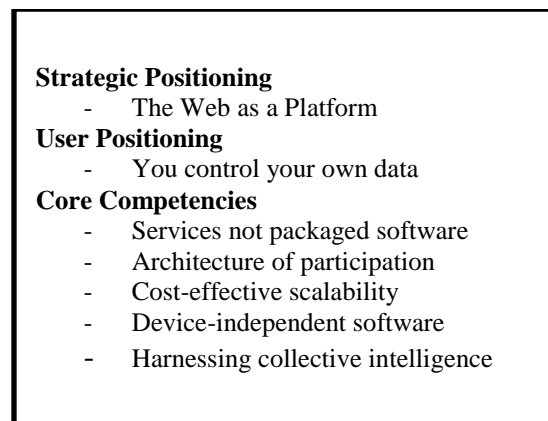 Strategic Positioning
- The Web as a Platform
User Positioning
- You control your own data
Core Competencies
- Services not packaged software
- Architecture of participation
- Cost-effective scalability
- Device-independent software
- Harnessing collective intelligence